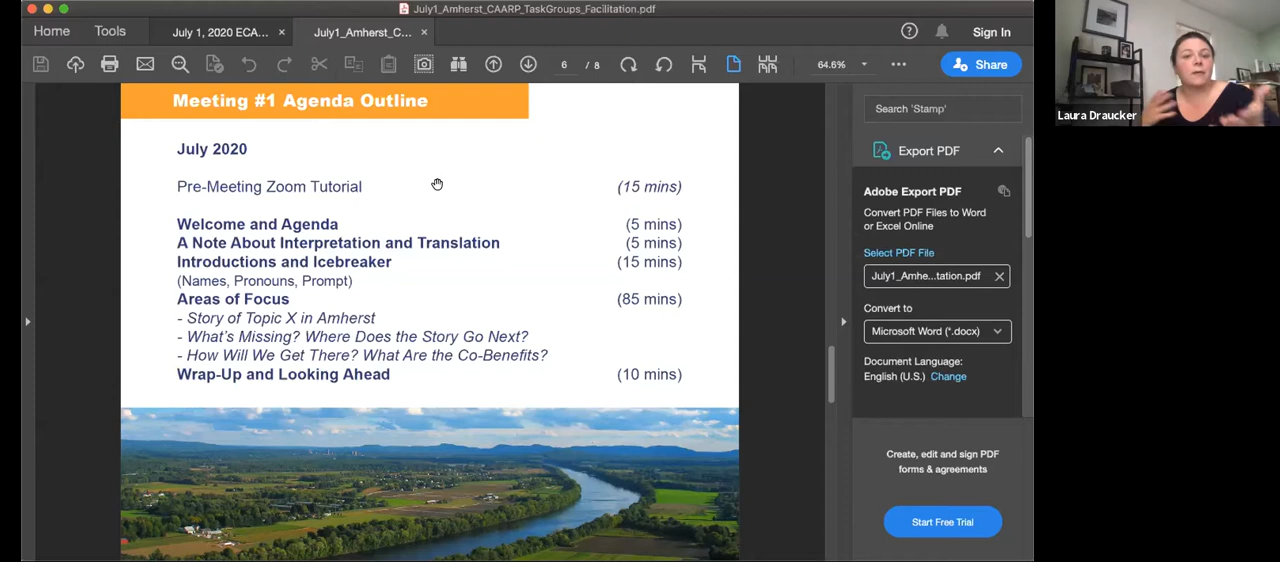 July1_Amherst_CAARP_TaskGroups_Facilitation.pdf
Home Tools July 1, 2020 ECA... × July1_Amherst_C... × Sign In
6 / 8 64.6% Share
Meeting #1 Agenda Outline
July 2020
Pre-Meeting Zoom Tutorial (15 mins)
Welcome and Agenda (5 mins)
A Note About Interpretation and Translation (5 mins)
Introductions and Icebreaker (15 mins)
(Names, Pronouns, Prompt)
Areas of Focus (85 mins)
- Story of Topic X in Amherst
- What's Missing? Where Does the Story Go Next?
- How Will We Get There? What Are the Co-Benefits?
Wrap-Up and Looking Ahead (10 mins)
Search 'Stamp'
Export PDF
Adobe Export PDF
Convert PDF Files to Word
or Excel Online
Select PDF File
July1_Amhe...tation.pdf
Convert to
Microsoft Word (*.docx)
Document Language:
English (U.S.) Change
Create, edit and sign PDF
forms & agreements
Start Free Trial
Laura Draucker